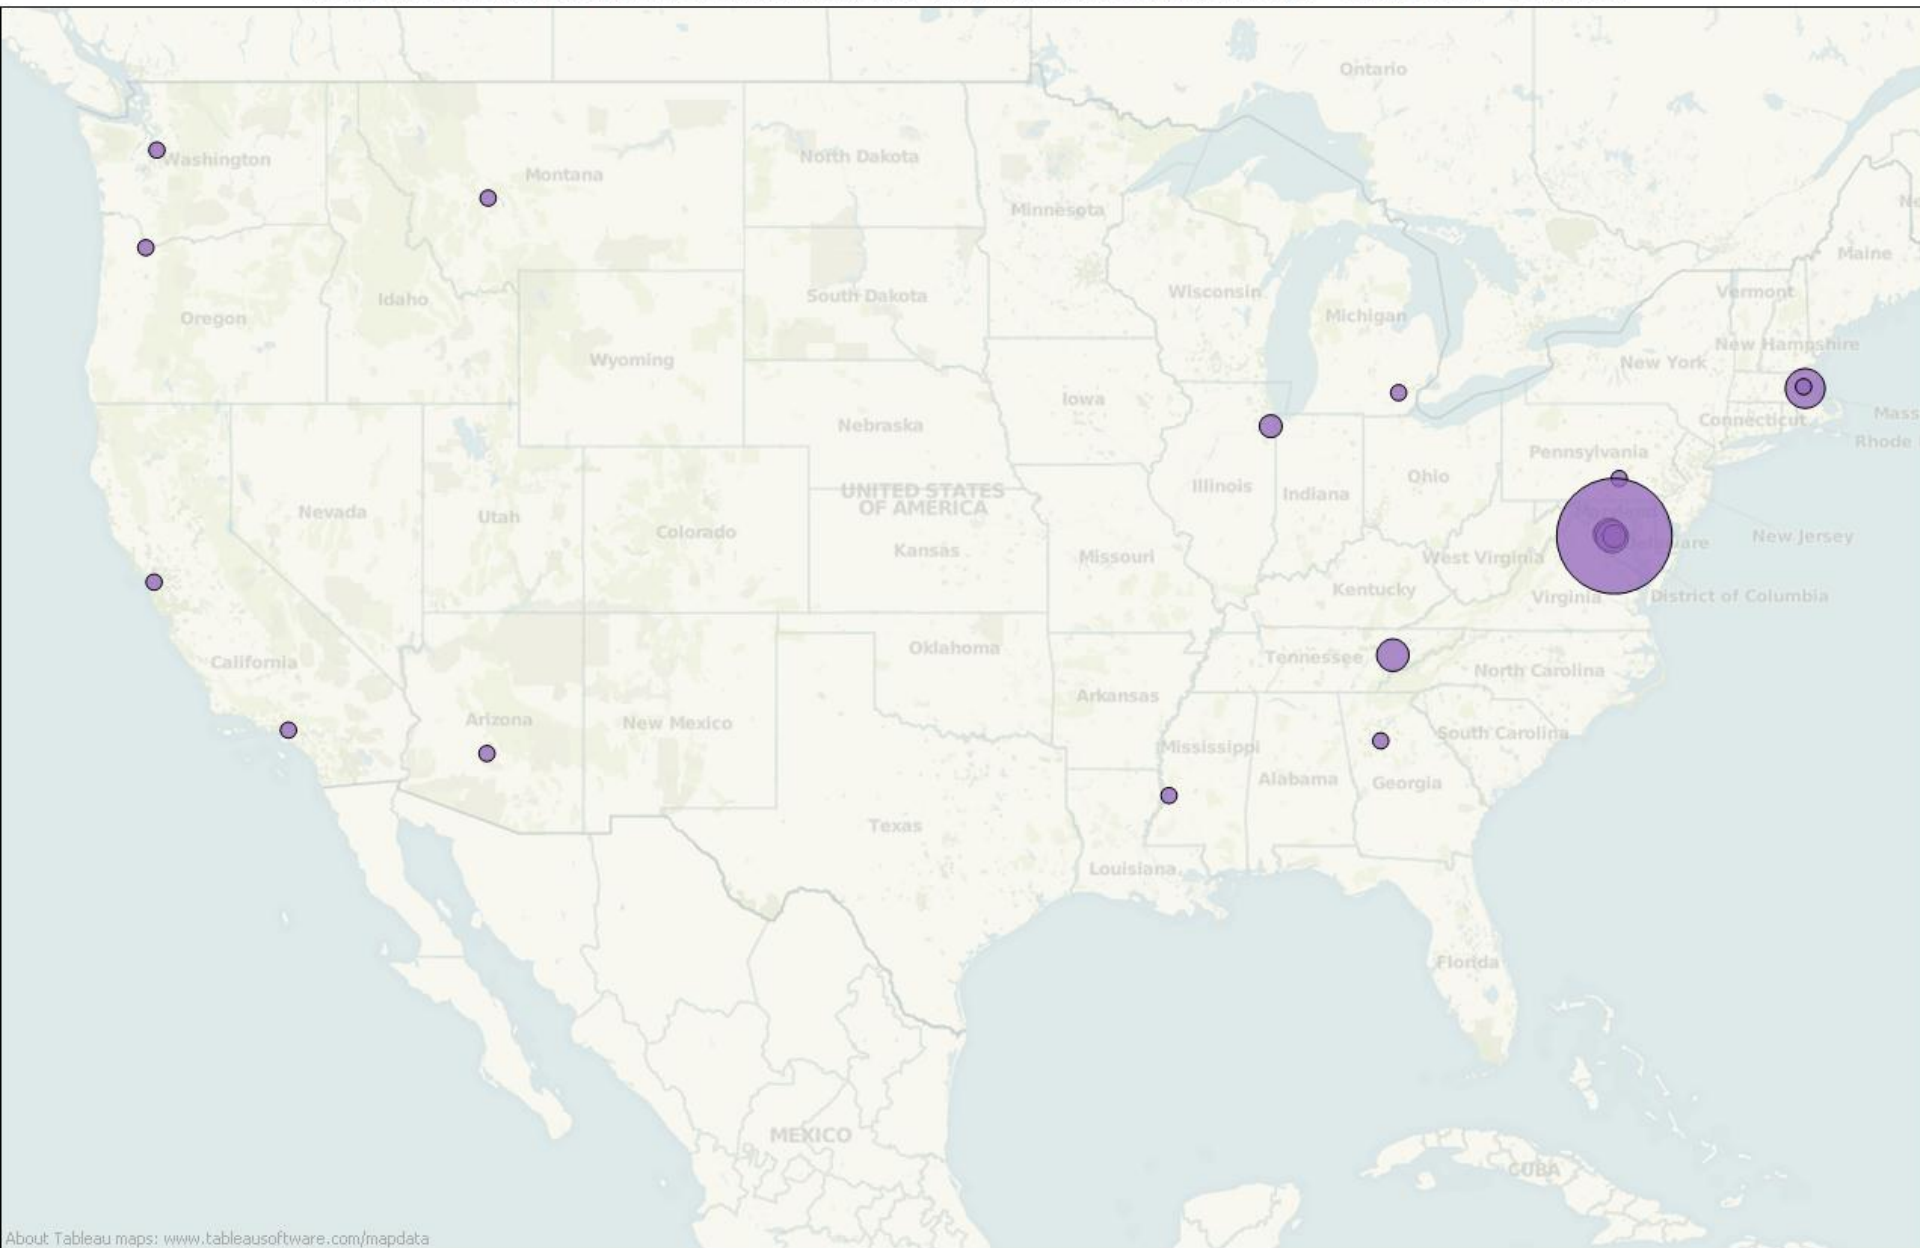 Ontario
Washington
Montana
North Dakota
Minnesota
Maine
Oregon
Idaho
South Dakota
Wisconsin
Michigan
Vermont
New Hampshire
Wyoming
New York
Iowa
Nebraska
Connecticut
Mass
Rhode
Pennsylvania
Ohio
Illinois
Indiana
UNITED STATES
OF AMERICA
Nevada
Utah
Colorado
Kansas
Missouri
West Virginia
New Jersey
Kentucky
Virginia
District of Columbia
California
Oklahoma
Tennessee
North Carolina
Arizona
New Mexico
Arkansas
South Carolina
Mississippi
Alabama
Georgia
Texas
Louisiana
Florida
MEXICO
CUBA
About Tableau maps: www.tableausoftware.com/mapdata